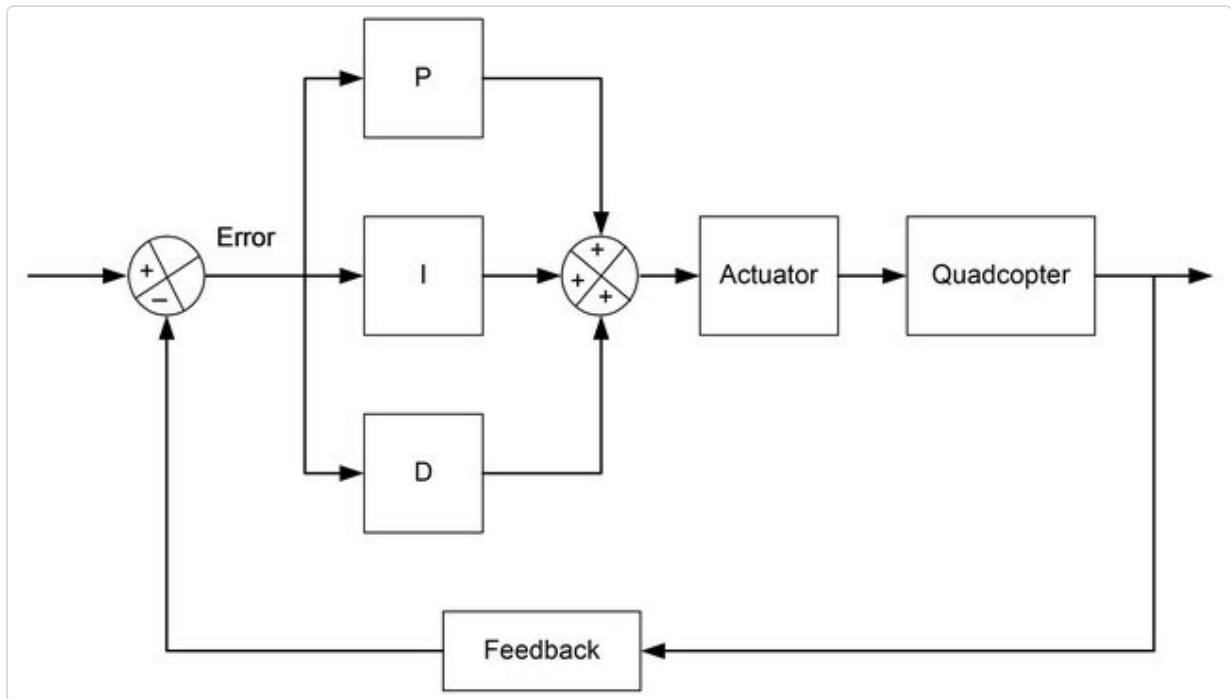 P
Error
+
−
I
+
+
+
Actuator
Quadcopter
D
Feedback